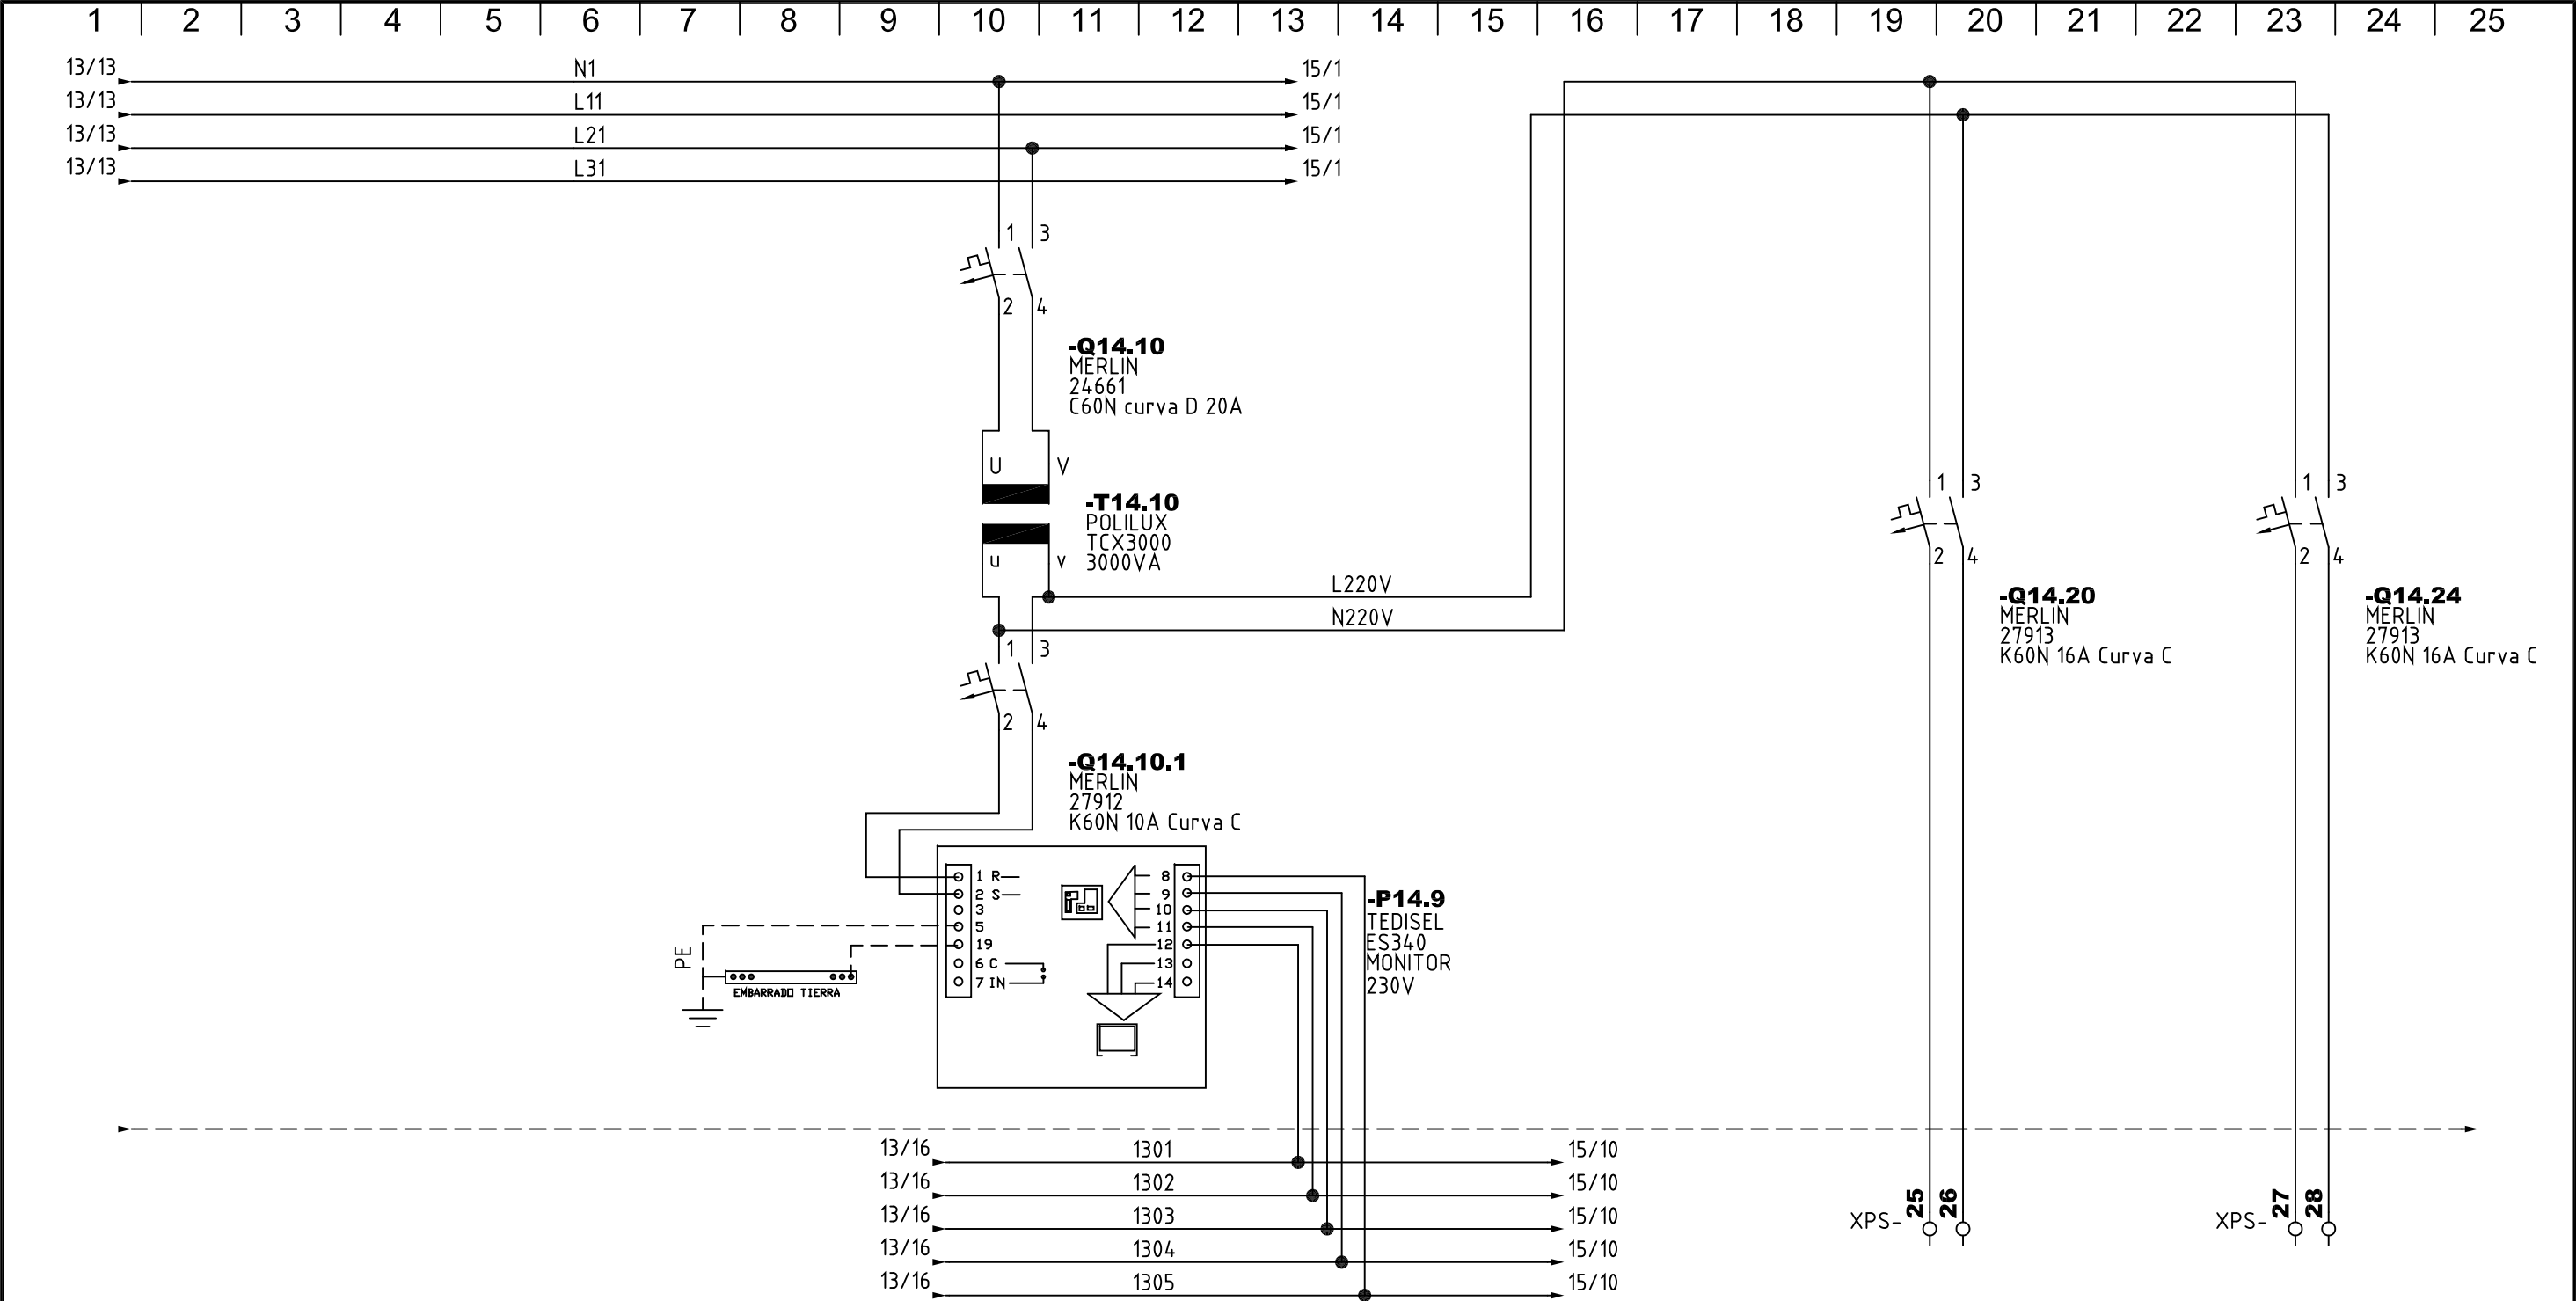 1 2 3 4 5 6 7 8 9 10 11 12 13 14 15 16 17 18 19 20 21 22 23 24 25
13/13 N1 15/1
13/13 L11 15/1
13/13 L21 15/1
13/13 L31 15/1
1 3
2 4
-Q14.10
MERLIN
24661
C60N curva D 20A
U V
-T14.10
POLILUX
TCX3000
3000VA
u v
L220V
N220V
1 3
2 4
-Q14.20
MERLIN
27913
K60N 16A Curva C
1 3
2 4
-Q14.24
MERLIN
27913
K60N 16A Curva C
1 3
2 4
-Q14.10.1
MERLIN
27912
K60N 10A Curva C
1 R
2 S
3
5
19
6 C
7 IN
8
9
10
11
12
13
14
-P14.9
TEDISEL
ES340
MONITOR
230V
PE
EMBARRADO TIERRA
13/16 1301 15/10
13/16 1302 15/10
13/16 1303 15/10
13/16 1304 15/10
13/16 1305 15/10
XPS- 25 26
XPS- 27 28